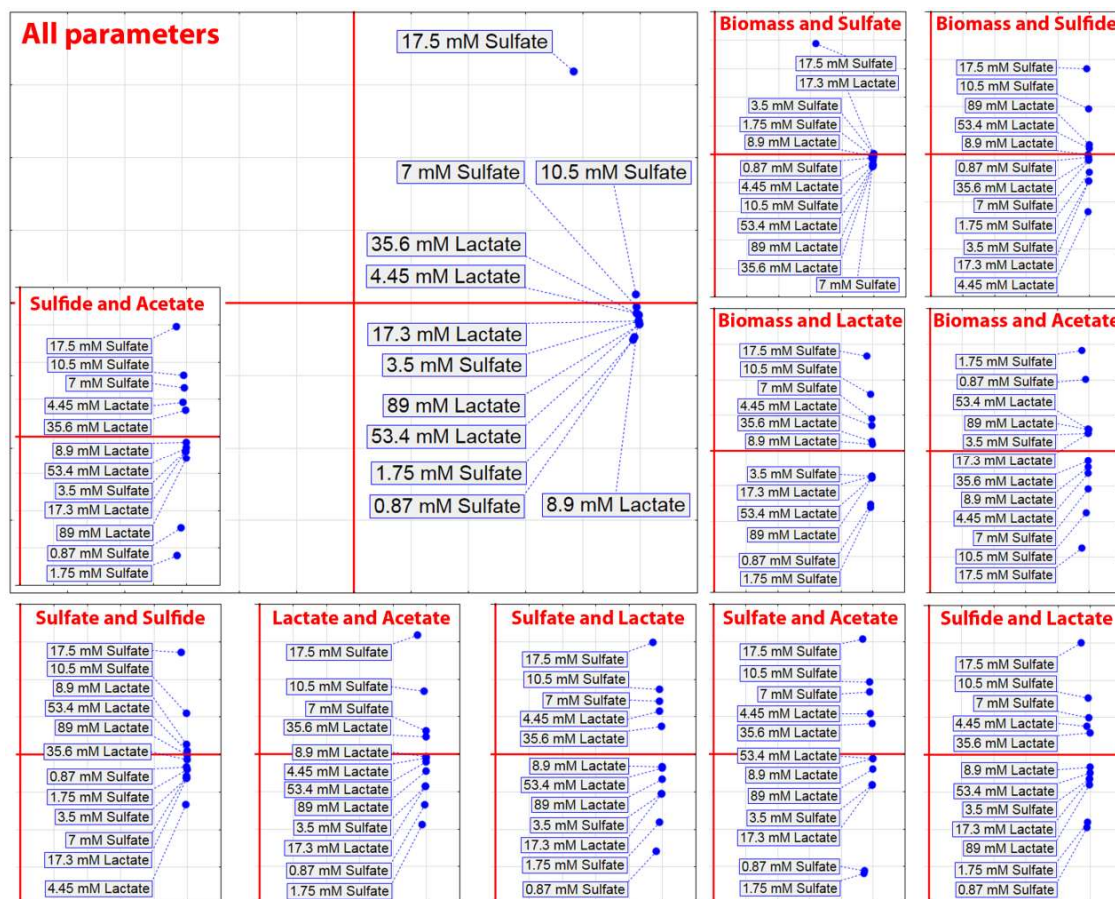 All parameters
17.5 mM Sulfate
7 mM Sulfate
10.5 mM Sulfate
35.6 mM Lactate
4.45 mM Lactate
17.3 mM Lactate
3.5 mM Sulfate
89 mM Lactate
53.4 mM Lactate
1.75 mM Sulfate
0.87 mM Sulfate
8.9 mM Lactate
Biomass and Sulfate
17.5 mM Sulfate
17.3 mM Lactate
3.5 mM Sulfate
1.75 mM Sulfate
8.9 mM Lactate
0.87 mM Sulfate
4.45 mM Lactate
10.5 mM Sulfate
53.4 mM Lactate
89 mM Lactate
35.6 mM Lactate
7 mM Sulfate
Biomass and Sulfide
17.5 mM Sulfate
10.5 mM Sulfate
89 mM Lactate
53.4 mM Lactate
8.9 mM Lactate
0.87 mM Sulfate
35.6 mM Lactate
7 mM Sulfate
1.75 mM Sulfate
3.5 mM Sulfate
17.3 mM Lactate
4.45 mM Lactate
Sulfide and Acetate
17.5 mM Sulfate
10.5 mM Sulfate
7 mM Sulfate
4.45 mM Lactate
35.6 mM Lactate
8.9 mM Lactate
53.4 mM Lactate
3.5 mM Sulfate
17.3 mM Lactate
89 mM Lactate
0.87 mM Sulfate
1.75 mM Sulfate
Biomass and Lactate
17.5 mM Sulfate
10.5 mM Sulfate
7 mM Sulfate
4.45 mM Lactate
35.6 mM Lactate
8.9 mM Lactate
3.5 mM Sulfate
17.3 mM Lactate
53.4 mM Lactate
89 mM Lactate
0.87 mM Sulfate
1.75 mM Sulfate
Biomass and Acetate
1.75 mM Sulfate
0.87 mM Sulfate
53.4 mM Lactate
89 mM Lactate
3.5 mM Sulfate
17.3 mM Lactate
35.6 mM Lactate
8.9 mM Lactate
4.45 mM Lactate
7 mM Sulfate
10.5 mM Sulfate
17.5 mM Sulfate
Sulfate and Sulfide
17.5 mM Sulfate
10.5 mM Sulfate
8.9 mM Lactate
53.4 mM Lactate
89 mM Lactate
35.6 mM Lactate
0.87 mM Sulfate
1.75 mM Sulfate
3.5 mM Sulfate
7 mM Sulfate
17.3 mM Lactate
4.45 mM Lactate
Lactate and Acetate
17.5 mM Sulfate
10.5 mM Sulfate
7 mM Sulfate
35.6 mM Lactate
8.9 mM Lactate
4.45 mM Lactate
53.4 mM Lactate
89 mM Lactate
3.5 mM Sulfate
17.3 mM Lactate
0.87 mM Sulfate
1.75 mM Sulfate
Sulfate and Lactate
17.5 mM Sulfate
10.5 mM Sulfate
7 mM Sulfate
4.45 mM Lactate
35.6 mM Lactate
8.9 mM Lactate
53.4 mM Lactate
89 mM Lactate
3.5 mM Sulfate
17.3 mM Lactate
1.75 mM Sulfate
0.87 mM Sulfate
Sulfate and Acetate
17.5 mM Sulfate
10.5 mM Sulfate
7 mM Sulfate
4.45 mM Lactate
35.6 mM Lactate
53.4 mM Lactate
8.9 mM Lactate
89 mM Lactate
3.5 mM Sulfate
17.3 mM Lactate
0.87 mM Sulfate
1.75 mM Sulfate
Sulfide and Lactate
17.5 mM Sulfate
10.5 mM Sulfate
7 mM Sulfate
4.45 mM Lactate
35.6 mM Lactate
8.9 mM Lactate
53.4 mM Lactate
3.5 mM Sulfate
17.3 mM Lactate
89 mM Lactate
1.75 mM Sulfate
0.87 mM Sulfate